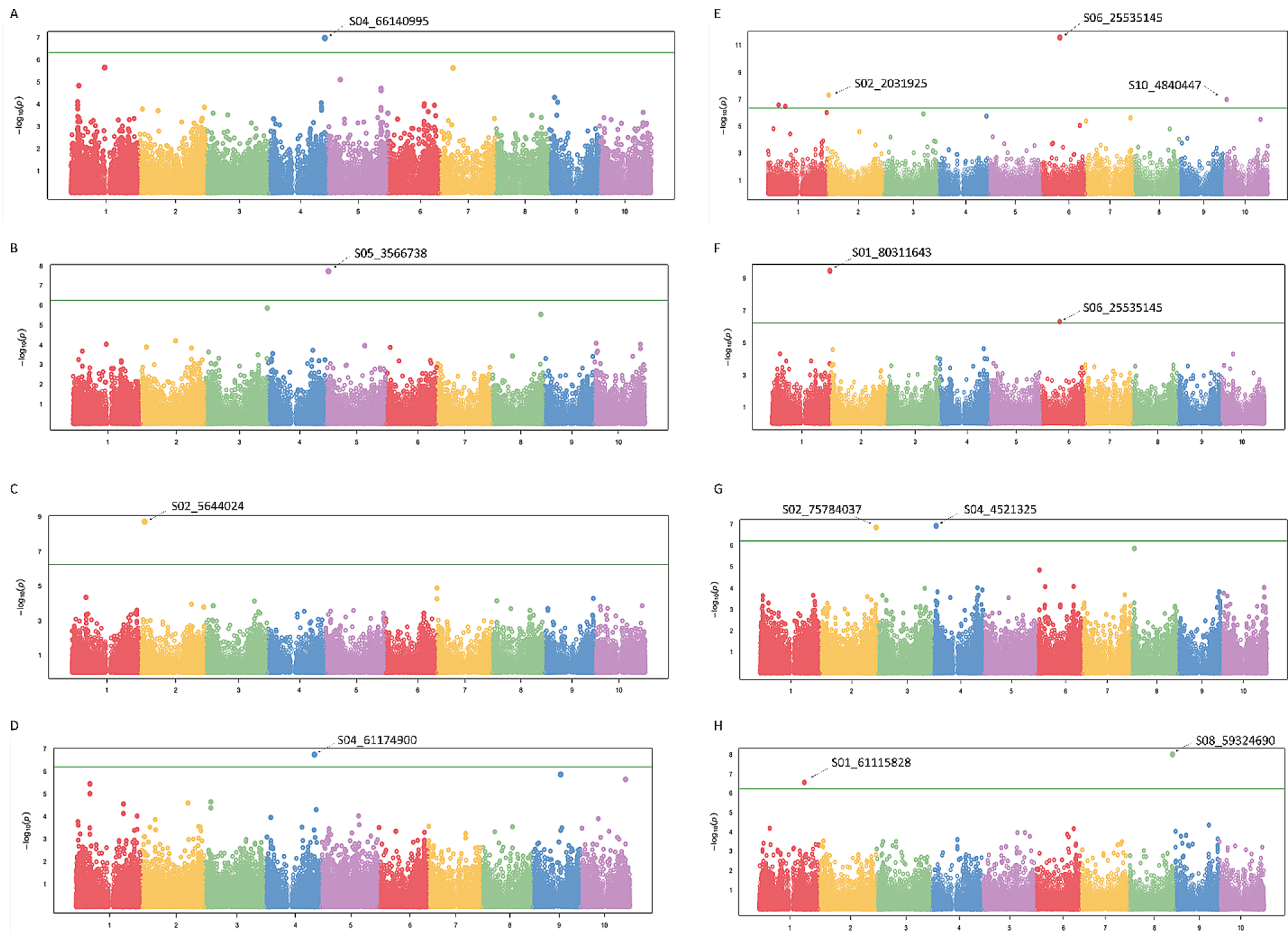 A
S04_66140995
7
6
5
4
3
2
1
−log₁₀(p)
1 2 3 4 5 6 7 8 9 10
B
S05_3566738
8
7
6
5
4
3
2
1
−log₁₀(p)
1 2 3 4 5 6 7 8 9 10
C
S02_5644024
9
7
5
3
1
−log₁₀(p)
1 2 3 4 5 6 7 8 9 10
D
S04_61174900
7
6
5
4
3
2
1
−log₁₀(p)
1 2 3 4 5 6 7 8 9 10
E
S06_25535145
S02_2031925
S10_4840447
11
9
7
5
3
1
−log₁₀(p)
1 2 3 4 5 6 7 8 9 10
F
S01_80311643
S06_25535145
9
7
5
3
1
−log₁₀(p)
1 2 3 4 5 6 7 8 9 10
G
S02_75784037
S04_4521325
7
6
5
4
3
2
1
−log₁₀(p)
1 2 3 4 5 6 7 8 9 10
H
S08_59324690
S01_61115828
8
7
6
5
4
3
2
1
−log₁₀(p)
1 2 3 4 5 6 7 8 9 10